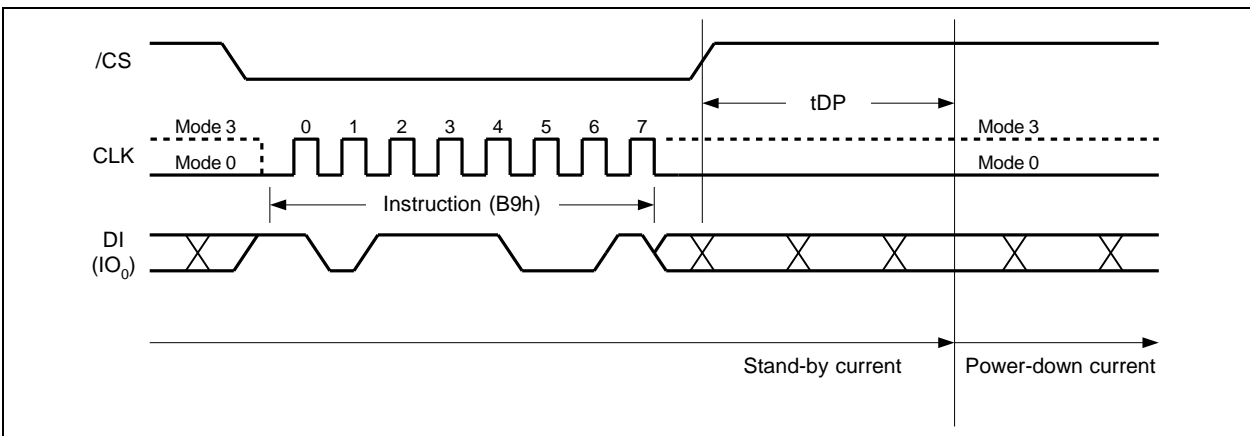 /CS
tDP
Mode 3 0 1 2 3 4 5 6 7 Mode 3
CLK
Mode 0 Mode 0
Instruction (B9h)
DI
(IO₀)
Stand-by current Power-down current